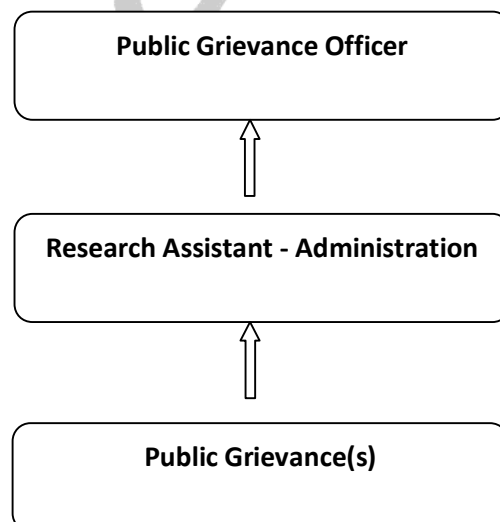 Public Grievance Officer
Research Assistant - Administration
Public Grievance(s)